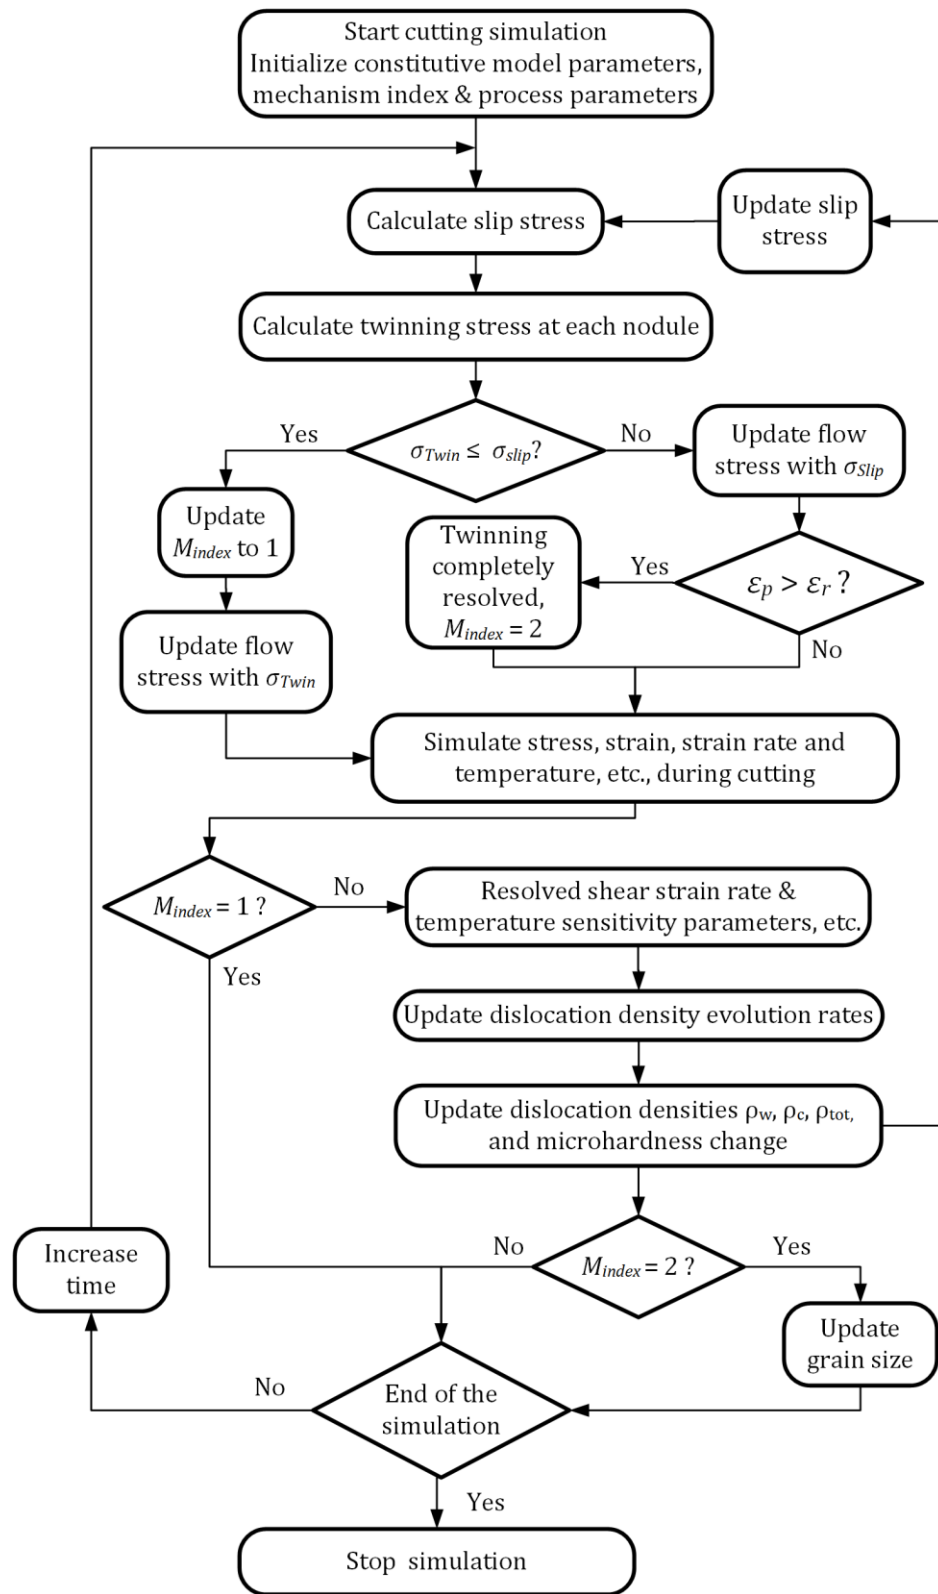 Start cutting simulation
Initialize constitutive model parameters,
mechanism index & process parameters
Calculate slip stress
Update slip
stress
Calculate twinning stress at each nodule
Yes
σTwin ≤ σslip?
No
Update flow
stress with σSlip
Update
Mindex to 1
Twinning
completely
resolved,
Mindex = 2
Yes
εp > εr ?
No
Update flow
stress with σTwin
Simulate stress, strain, strain rate and
temperature, etc., during cutting
Mindex = 1 ?
No
Yes
Resolved shear strain rate &
temperature sensitivity parameters, etc.
Update dislocation density evolution rates
Update dislocation densities ρw, ρc, ρtot,
and microhardness change
Increase
time
No
Mindex = 2 ?
Yes
Update
grain size
No
End of the
simulation
Yes
Stop simulation